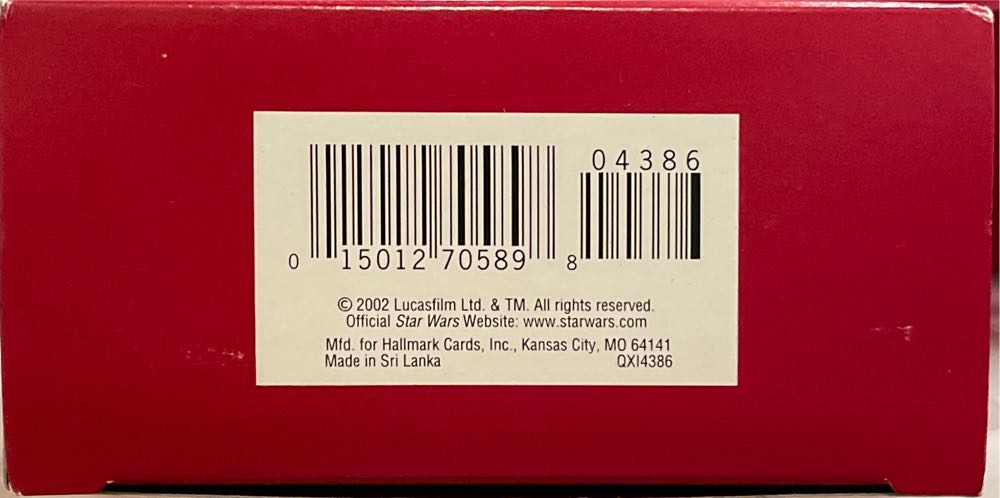 04386
0 15012 70589 8
© 2002 Lucasfilm Ltd. & TM. All rights reserved.
Official Star Wars Website: www.starwars.com
Mfd. for Hallmark Cards, Inc., Kansas City, MO 64141
Made in Sri Lanka QXI4386